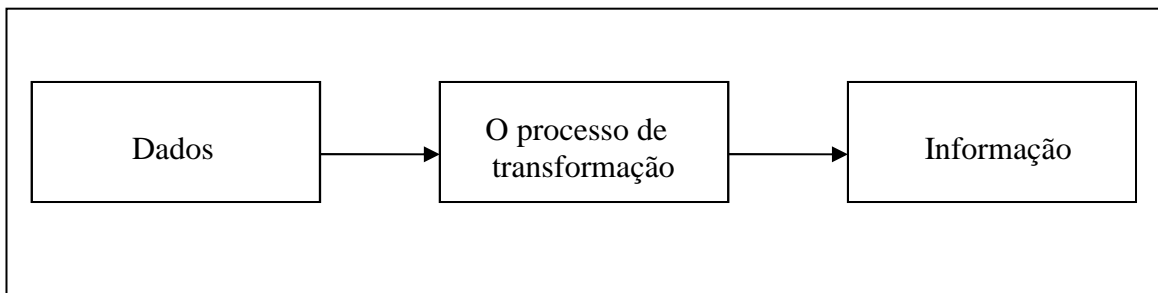 Dados
O processo de
transformação
Informação